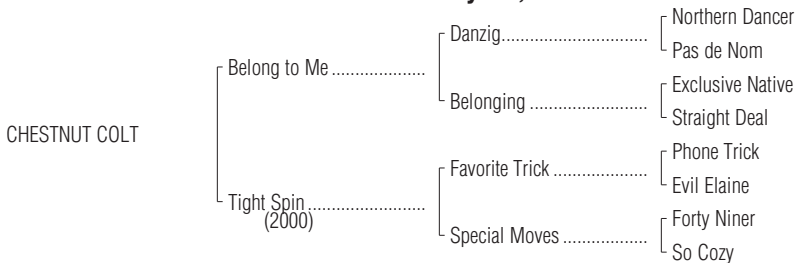 Northern Dancer
Danzig
Pas de Nom
Belong to Me
Exclusive Native
Belonging
Straight Deal
CHESTNUT COLT
Phone Trick
Favorite Trick
Evil Elaine
Tight Spin
(2000)
Forty Niner
Special Moves
So Cozy